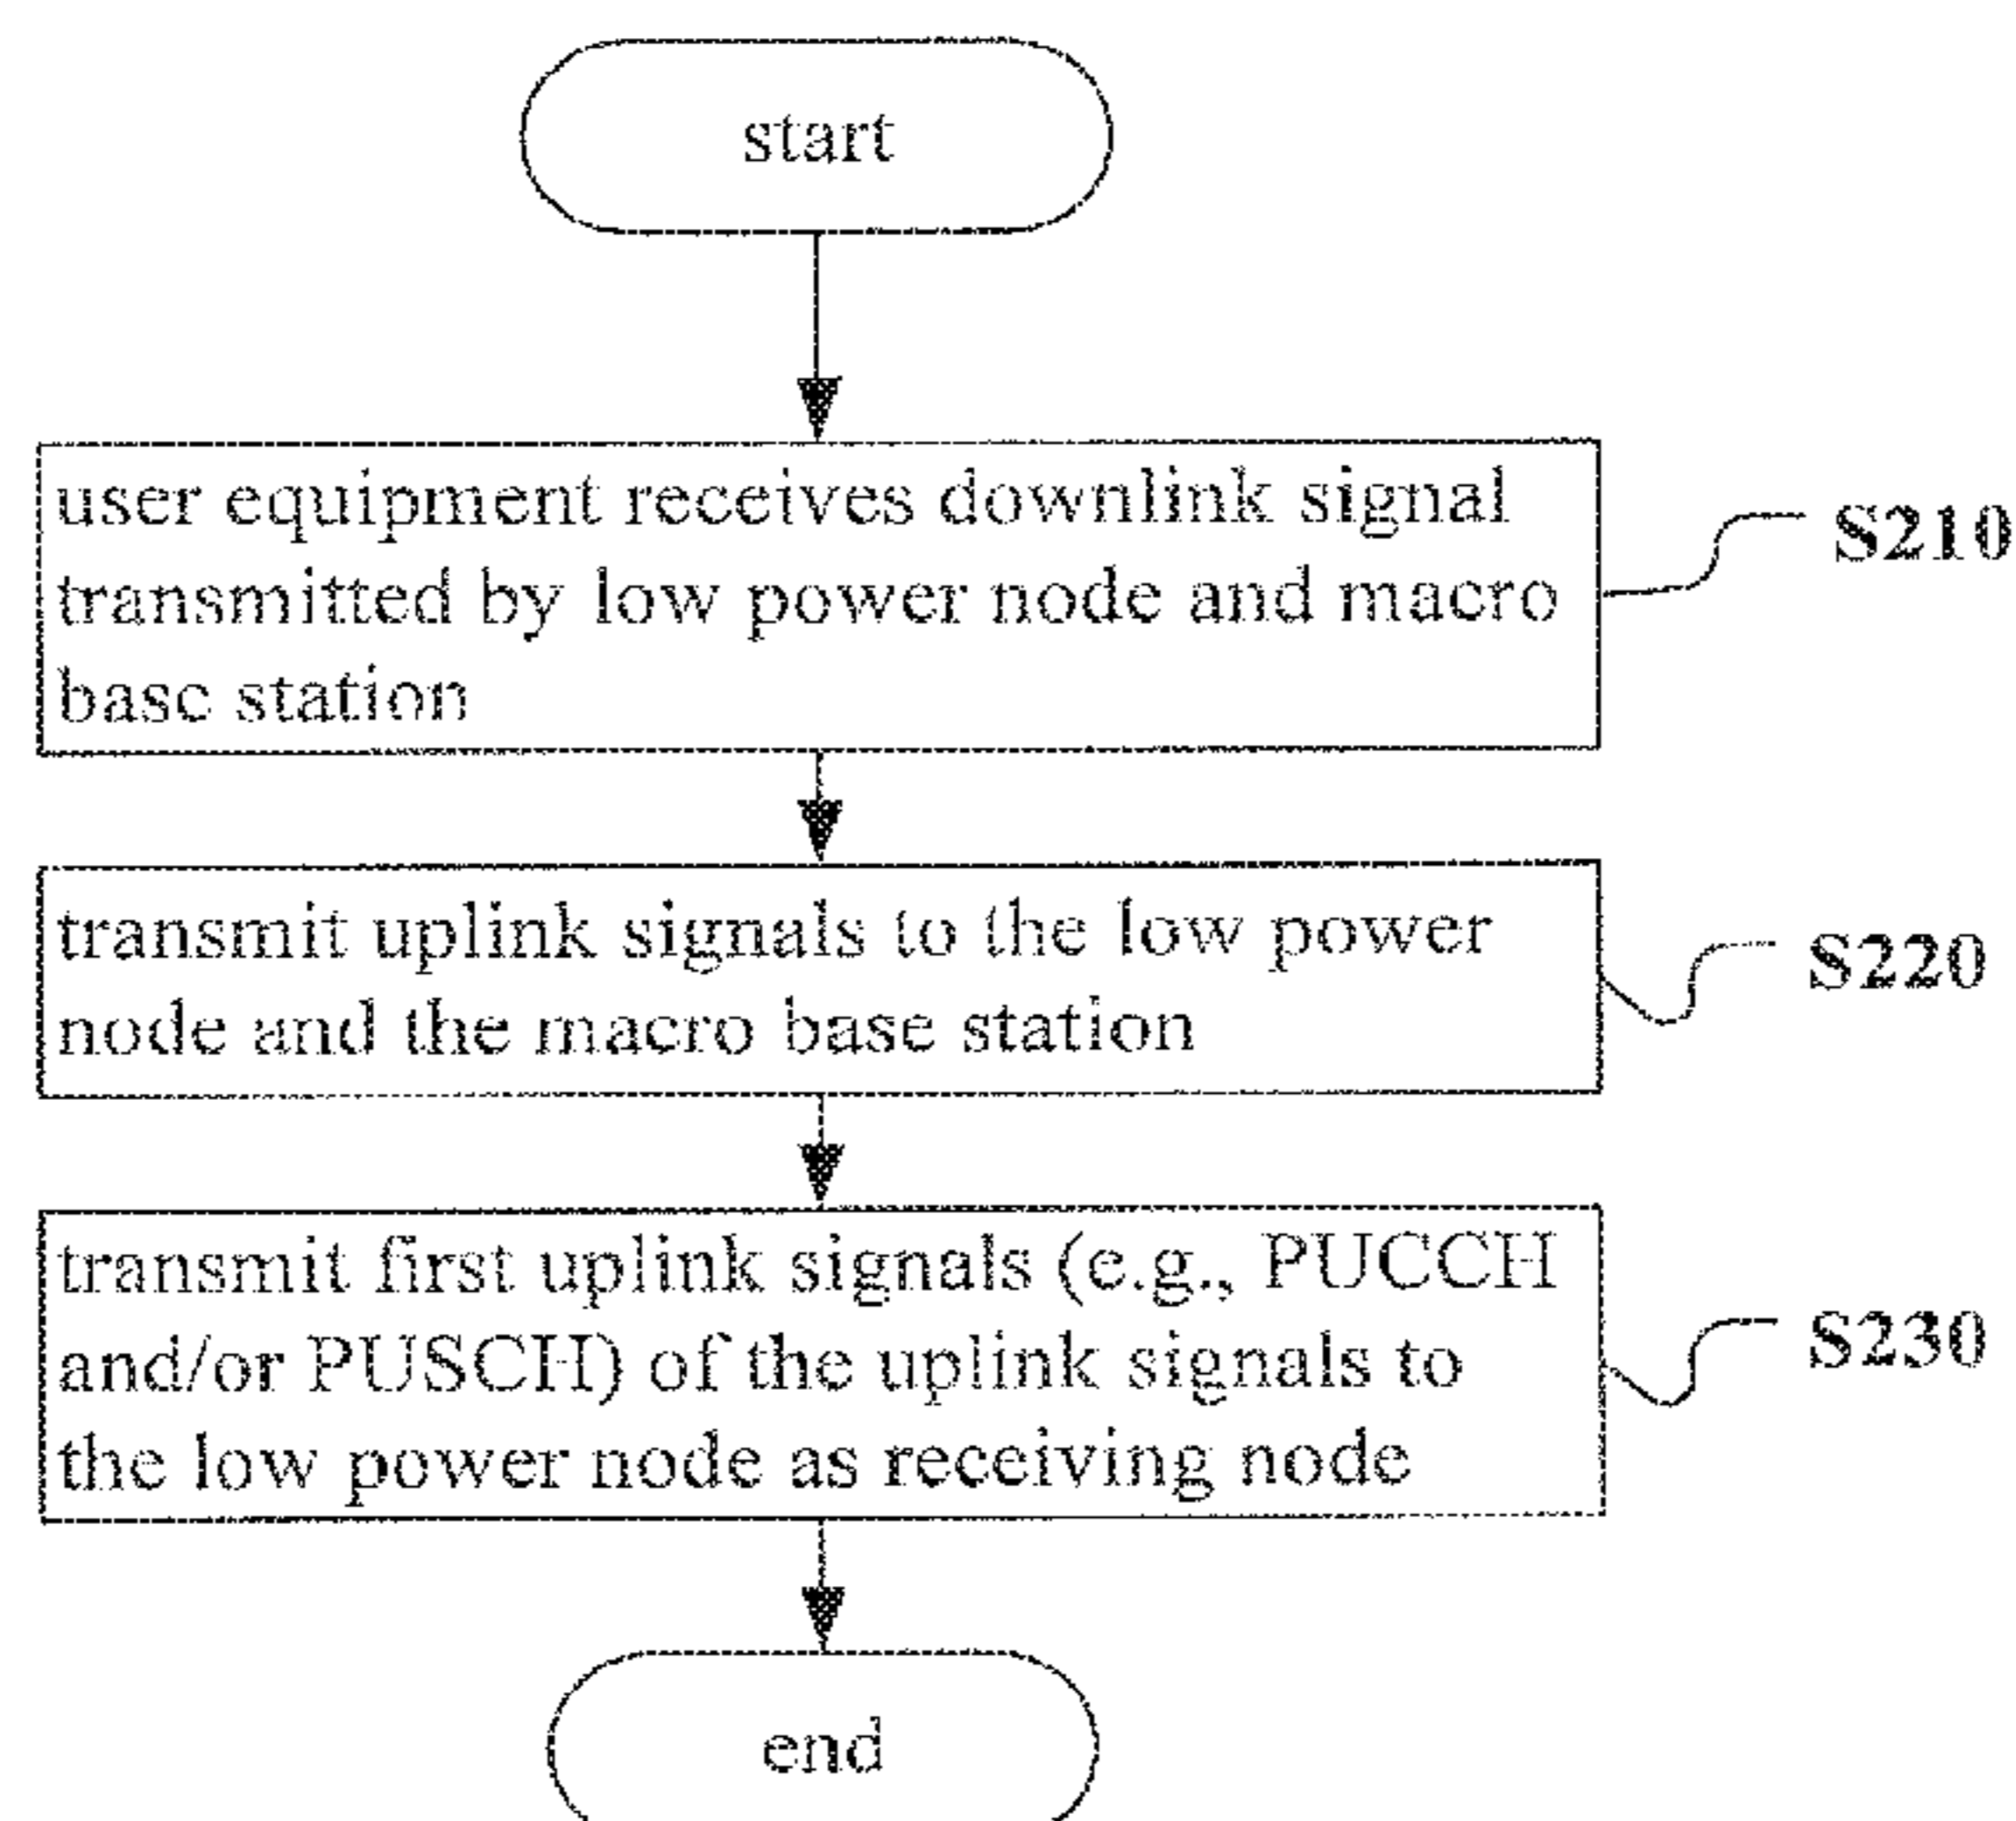 start
user equipment receives downlink signal
transmitted by low power node and macro
base station
S210
transmit uplink signals to the low power
node and the macro base station
S220
transmit first uplink signals (e.g., PUCCH
and/or PUSCH) of the uplink signals to
the low power node as receiving node
S230
end